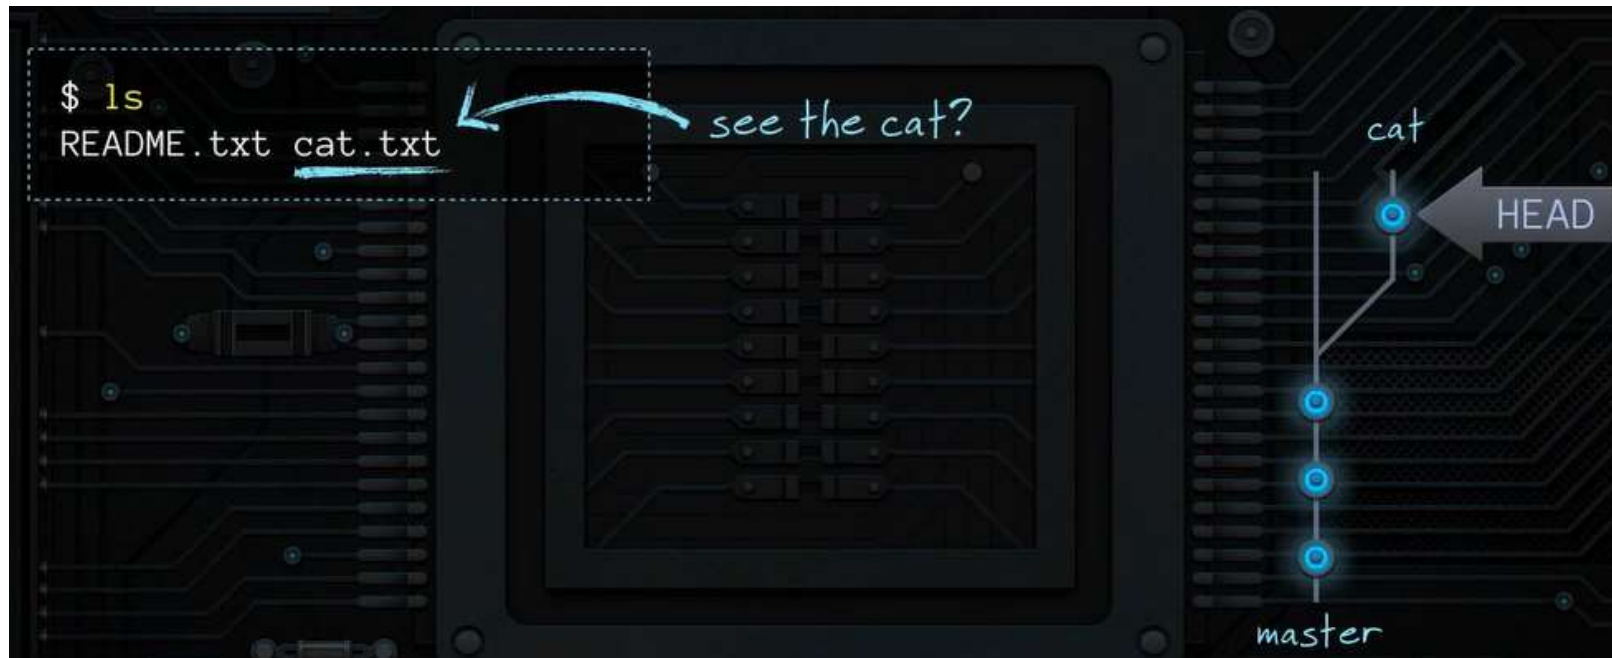 $ ls
README.txt cat.txt
see the cat?
cat
HEAD
master